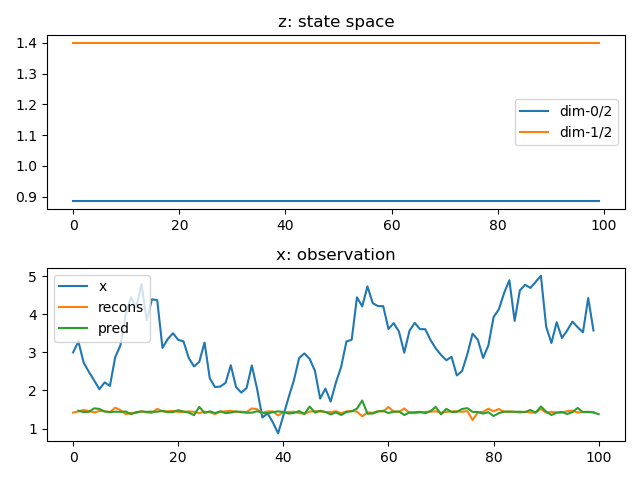 z: state space
1.4
1.3
1.2
1.1
1.0
0.9
dim-0/2
dim-1/2
0 20 40 60 80 100
x: observation
5
4
3
2
1
x
recons
pred
0 20 40 60 80 100